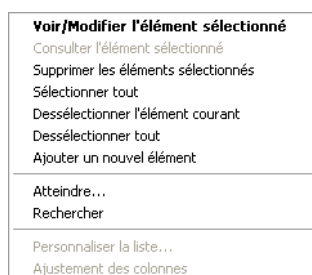 Voir/Modifier l'élément sélectionné
Consulter l'élément sélectionné
Supprimer les éléments sélectionnés
Sélectionner tout
Dessélectionner l'élément courant
Dessélectionner tout
Ajouter un nouvel élément
Atteindre...
Rechercher
Personnaliser la liste...
Ajustement des colonnes